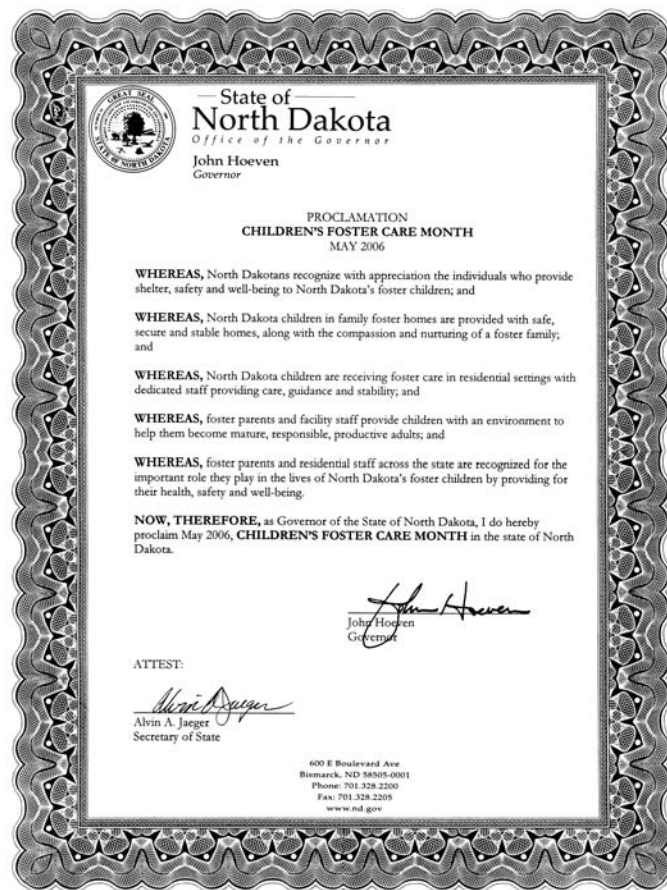 GREAT SEAL
STATE OF NORTH DAKOTA
State of
North Dakota
Office of the Governor
John Hoeven
Governor
PROCLAMATION
CHILDREN'S FOSTER CARE MONTH
MAY 2006
WHEREAS, North Dakotans recognize with appreciation the individuals who provide
shelter, safety and well-being to North Dakota's foster children; and
WHEREAS, North Dakota children in family foster homes are provided with safe,
secure and stable homes, along with the compassion and nurturing of a foster family;
and
WHEREAS, North Dakota children are receiving foster care in residential settings with
dedicated staff providing care, guidance and stability; and
WHEREAS, foster parents and facility staff provide children with an environment to
help them become mature, responsible, productive adults; and
WHEREAS, foster parents and residential staff across the state are recognized for the
important role they play in the lives of North Dakota's foster children by providing for
their health, safety and well-being.
NOW, THEREFORE, as Governor of the State of North Dakota, I do hereby
proclaim May 2006, CHILDREN'S FOSTER CARE MONTH in the state of North
Dakota.
John Hoeven
John Hoeven
Governor
ATTEST:
Alvin A Jaeger
Alvin A. Jaeger
Secretary of State
600 E Boulevard Ave
Bismarck, ND 58505-0001
Phone: 701.328.2200
Fax: 701.328.2205
www.nd.gov